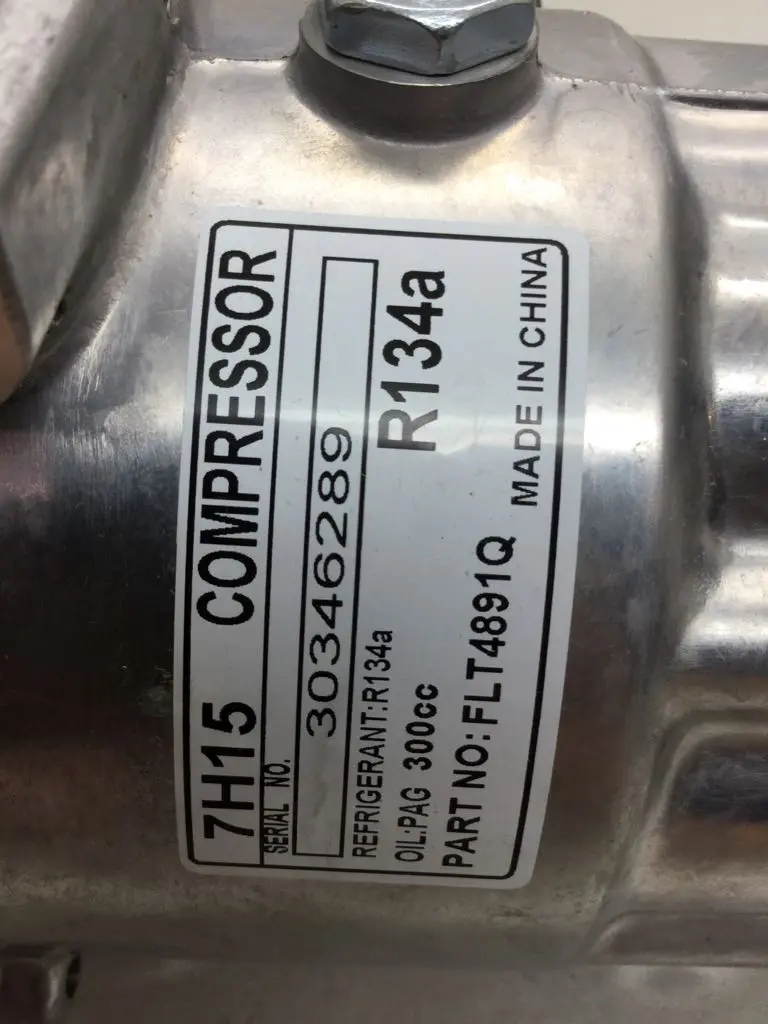 7H15 COMPRESSOR
SERIAL NO.
30346289
REFRIGERANT:R134a
R134a
OIL:PAG 300cc
PART NO:FLT4891Q
MADE IN CHINA